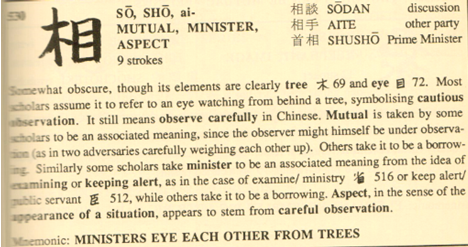 530
相
SŌ, SHŌ, ai-
MUTUAL, MINISTER,
ASPECT
9 strokes
相談 SŌDAN discussion
相手 AITE other party
首相 SHUSHŌ Prime Minister
Somewhat obscure, though its elements are clearly tree 木 69 and eye 目 72. Most
scholars assume it to refer to an eye watching from behind a tree, symbolising cautious
observation. It still means observe carefully in Chinese. Mutual is taken by some
scholars to be an associated meaning, since the observer might himself be under observa-
tion (as in two adversaries carefully weighing each other up). Others take it to be a borrow-
ing. Similarly some scholars take minister to be an associated meaning from the idea of
examining or keeping alert, as in the case of examine/ ministry 省 516 or keep alert/
public servant 臣 512, while others take it to be a borrowing. Aspect, in the sense of the
appearance of a situation, appears to stem from careful observation.
Mnemonic: MINISTERS EYE EACH OTHER FROM TREES